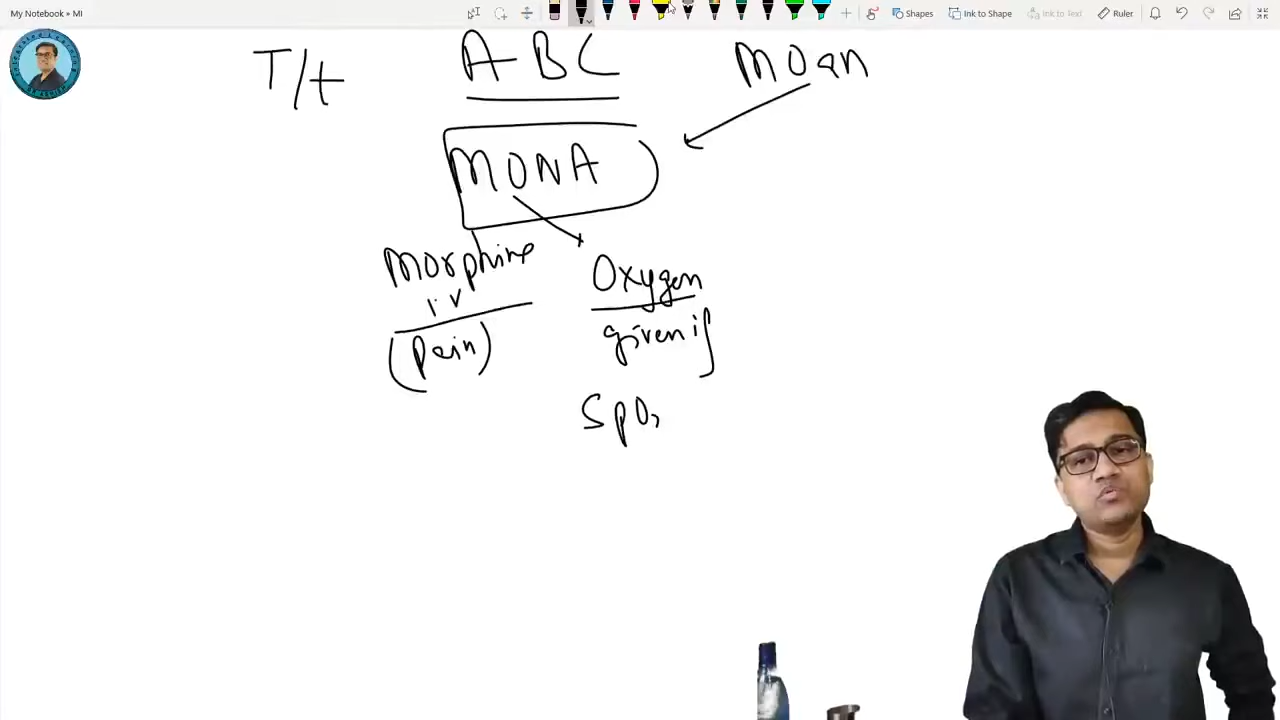 My Notebook » MI
Shapes
Ink to Shape
Ink to Text
Ruler
T/t
ABC
MOan
MONA
Morphine
i.v
(Pain)
Oxygen
given if
SpO2